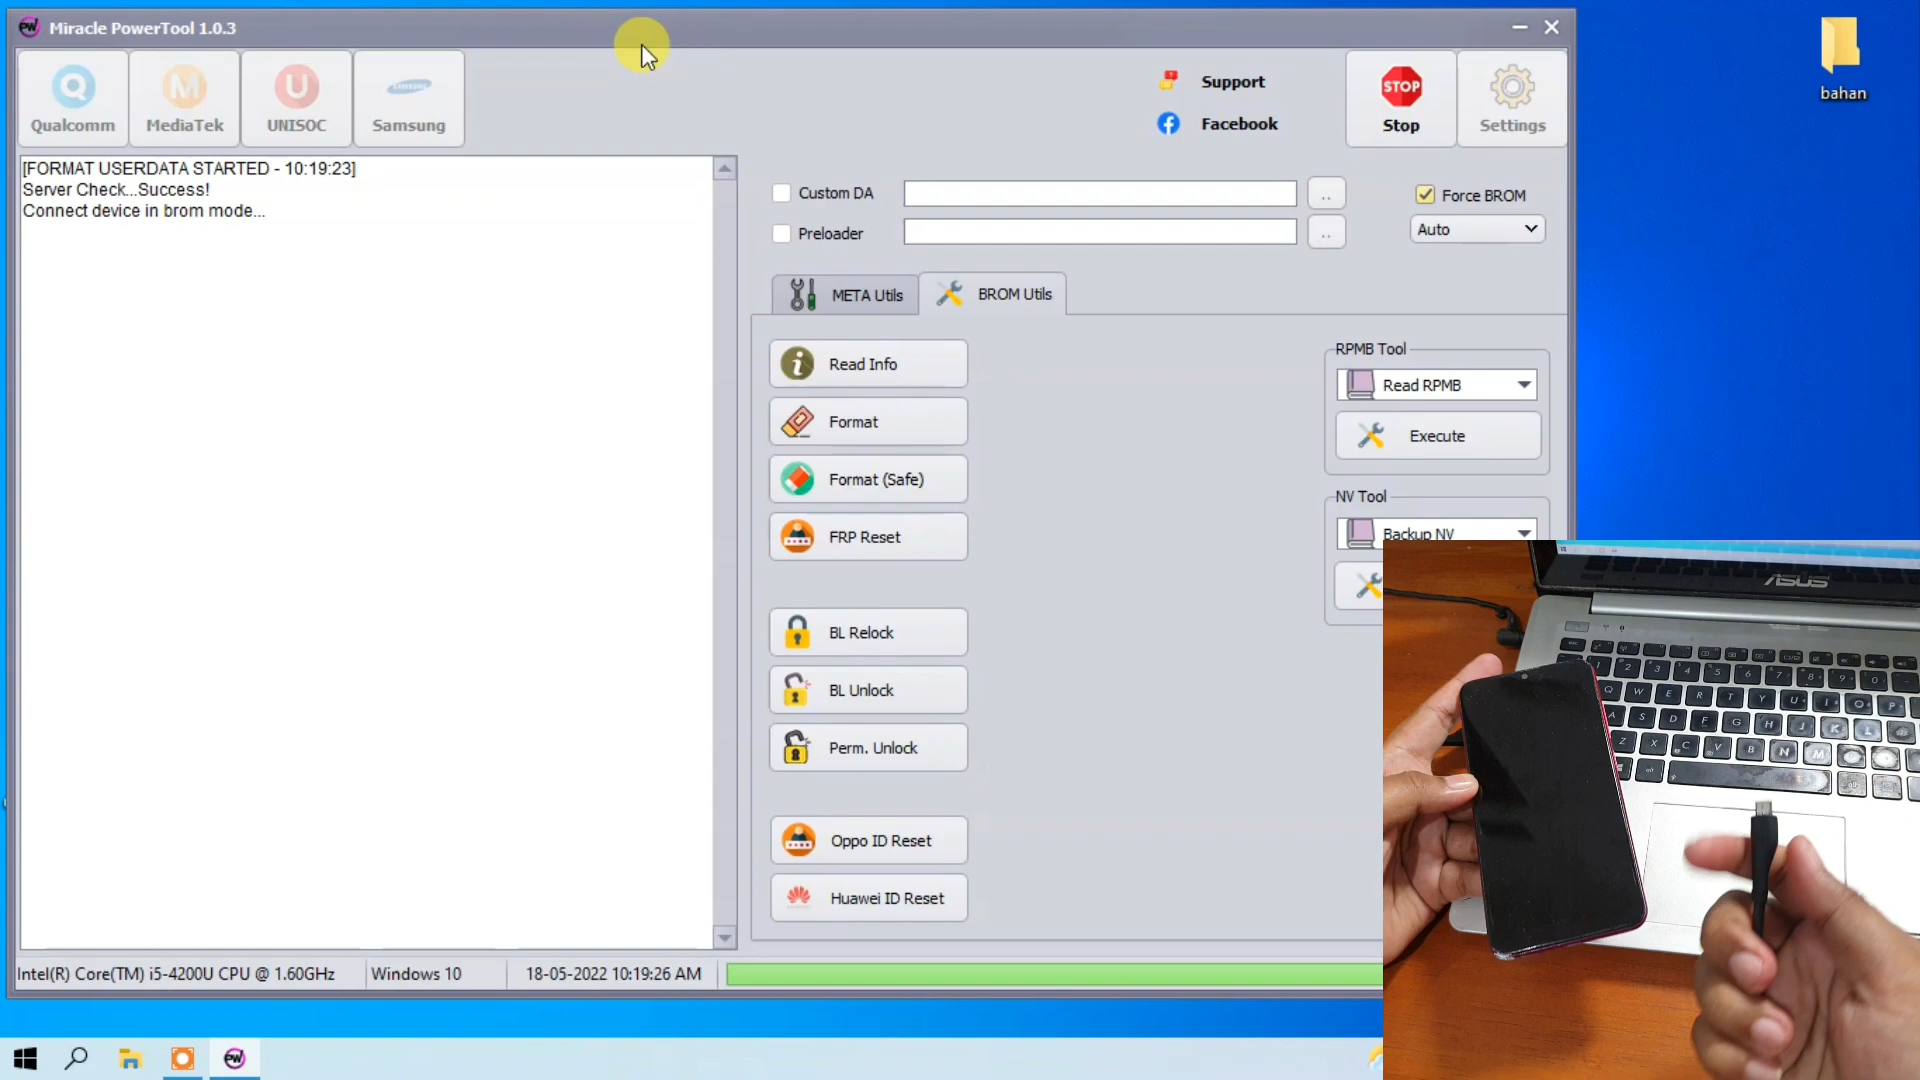 Miracle PowerTool 1.0.3
Qualcomm
MediaTek
UNISOC
SAMSUNG
Samsung
Support
Facebook
STOP
Stop
Settings
bahan
[FORMAT USERDATA STARTED - 10:19:23]
Server Check...Success!
Connect device in brom mode...
Custom DA
..
Force BROM
Preloader
..
Auto
META Utils
BROM Utils
Read Info
Format
Format (Safe)
FRP Reset
BL Relock
BL Unlock
Perm. Unlock
Oppo ID Reset
Huawei ID Reset
RPMB Tool
Read RPMB
Execute
NV Tool
Backup NV
ASUS
Intel(R) Core(TM) i5-4200U CPU @ 1.60GHz
Windows 10
18-05-2022 10:19:26 AM